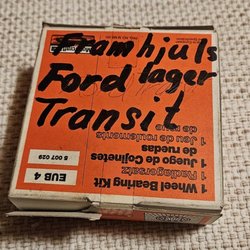 Framhjuls
Ford lager
Transit
1 Wheel Bearing Kit
1 Radlagersatz
1 Juego de Cojinetes
de ruedas
1 Jeu de roulements
de roue
EUB 4
5 007 029